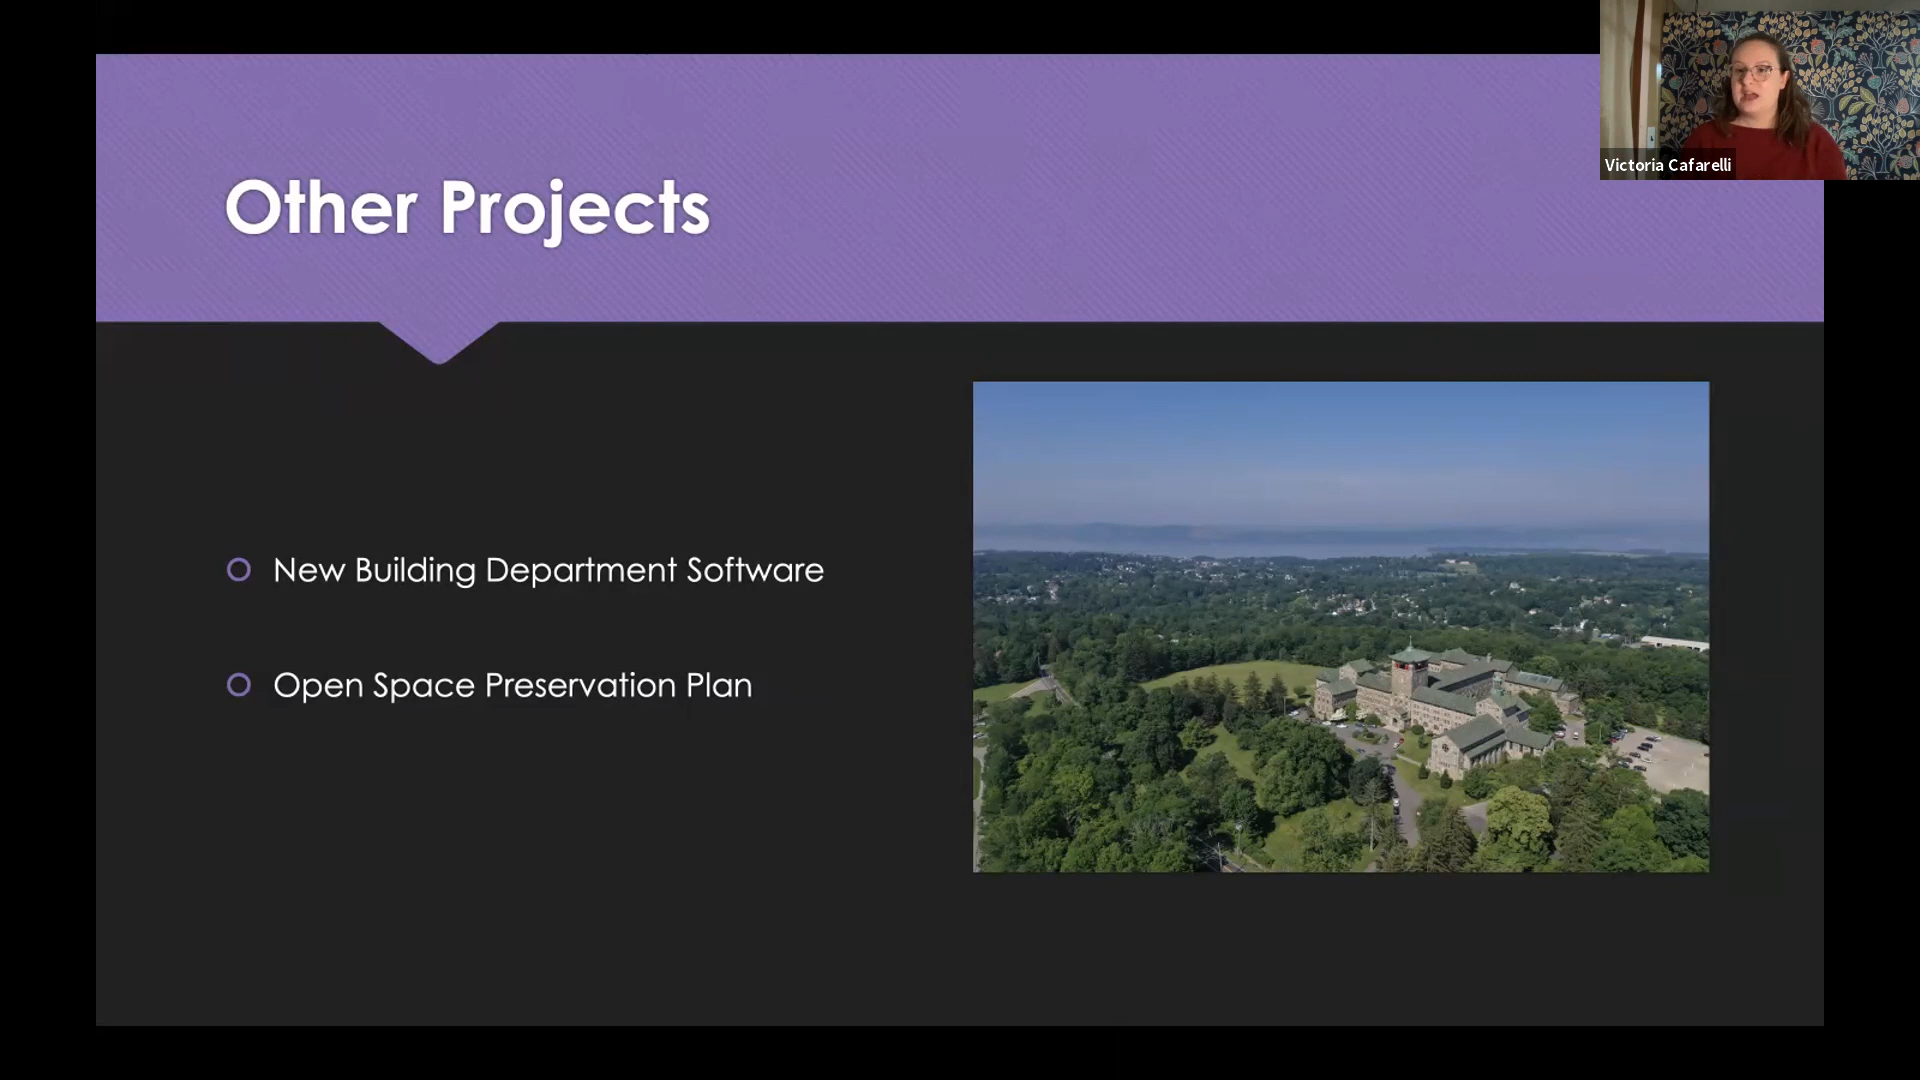 Other Projects
Victoria Cafarelli
New Building Department Software
Open Space Preservation Plan